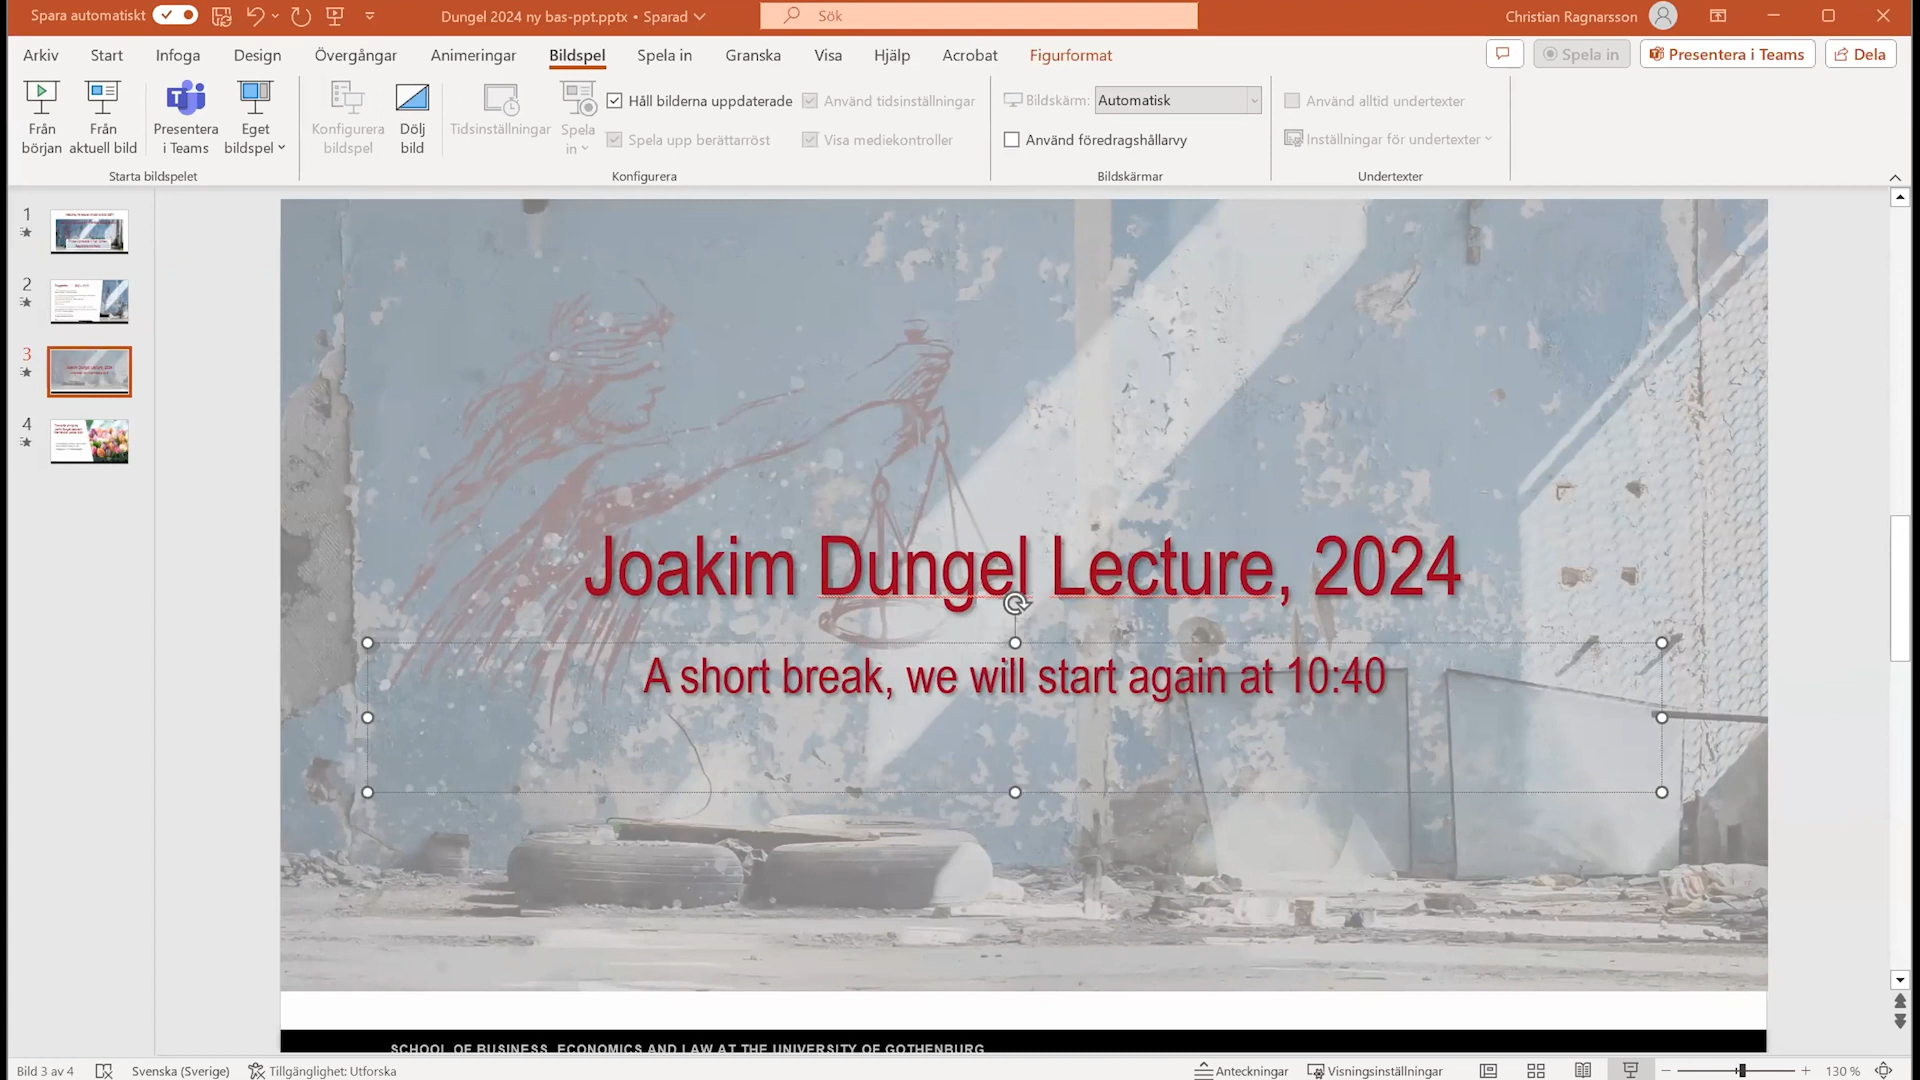 Spara automatiskt
Dungel 2024 ny bas-ppt.pptx • Sparad
Sök
Christian Ragnarsson
Arkiv
Start
Infoga
Design
Övergångar
Animeringar
Bildspel
Spela in
Granska
Visa
Hjälp
Acrobat
Figurformat
Spela in
Presentera i Teams
Dela
Från början
Från aktuell bild
Presentera i Teams
Eget bildspel
Starta bildspelet
Konfigurera bildspel
Dölj bild
Tidsinställningar
Spela in
Håll bilderna uppdaterade
Spela upp berättarröst
Använd tidsinställningar
Visa mediekontroller
Konfigurera
Bildskärm:
Automatisk
Använd föredragshållarvy
Bildskärmar
Använd alltid undertexter
Inställningar för undertexter
Undertexter
1
2
3
4
Joakim Dungel Lecture, 2024
A short break, we will start again at 10:40
SCHOOL OF BUSINESS, ECONOMICS AND LAW AT THE UNIVERSITY OF GOTHENBURG
Bild 3 av 4
Svenska (Sverige)
Tillgänglighet: Utforska
Anteckningar
Visningsinställningar
130 %